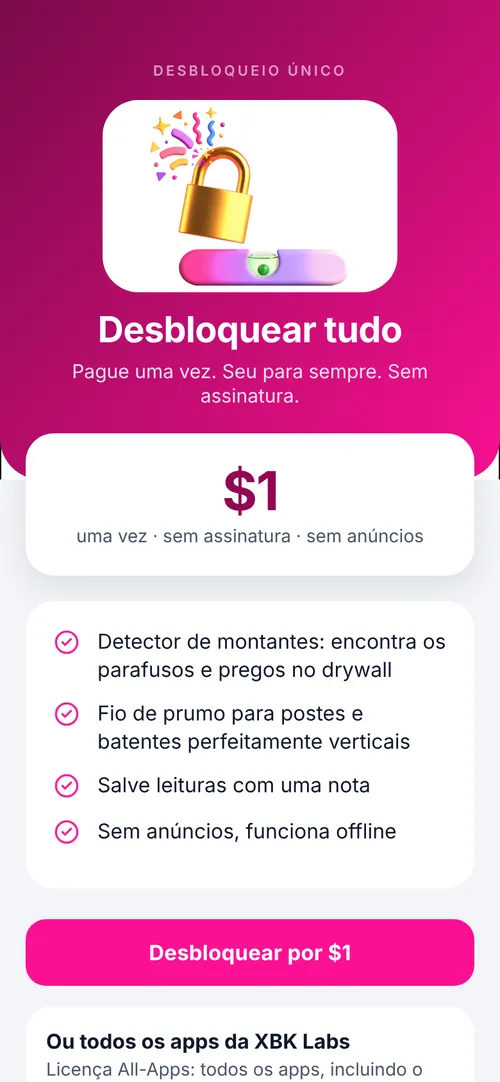 DESBLOQUEIO ÚNICO
Desbloquear tudo
Pague uma vez. Seu para sempre. Sem
assinatura.
$1
uma vez · sem assinatura · sem anúncios
Detector de montantes: encontra os
parafusos e pregos no drywall
Fio de prumo para postes e
batentes perfeitamente verticais
Salve leituras com uma nota
Sem anúncios, funciona offline
Desbloquear por $1
Ou todos os apps da XBK Labs
Licença All-Apps: todos os apps, incluindo o